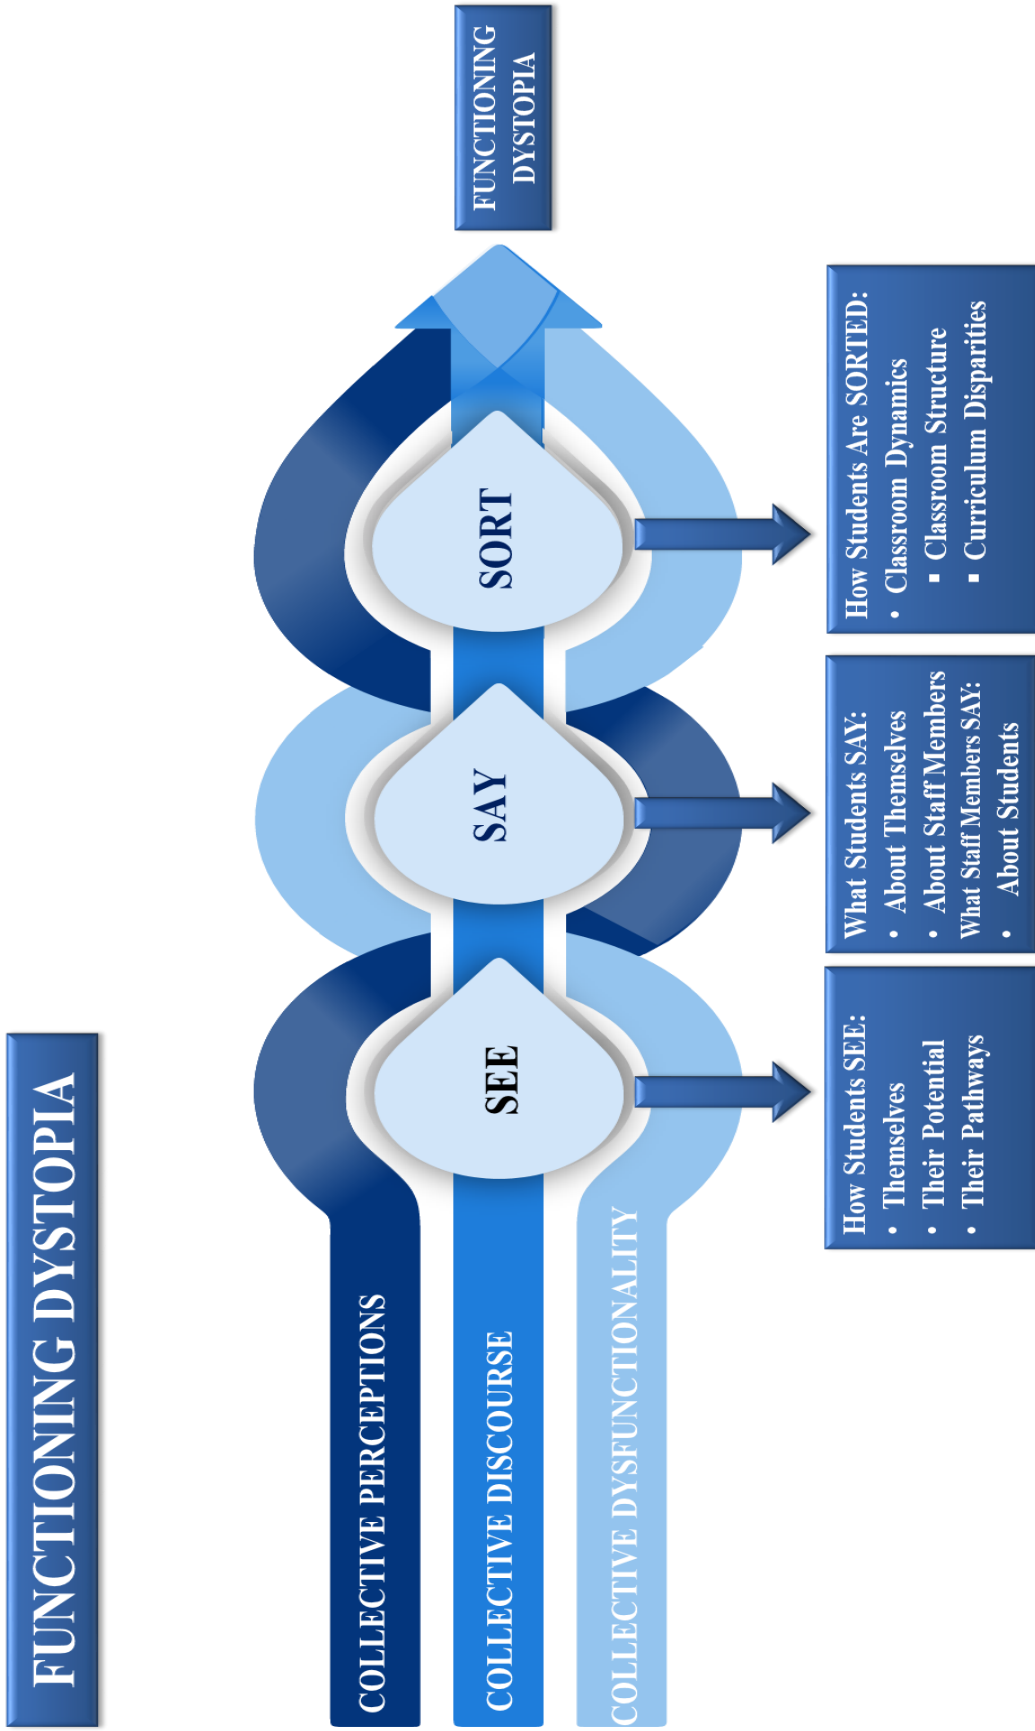 FUNCTIONING DYSTOPIA
COLLECTIVE PERCEPTIONS
COLLECTIVE DISCOURSE
COLLECTIVE DYSFUNCTIONALITY
SEE
SAY
SORT
FUNCTIONING
DYSTOPIA
How Students SEE:
• Themselves
• Their Potential
• Their Pathways
What Students SAY:
• About Themselves
• About Staff Members
What Staff Members SAY:
• About Students
How Students Are SORTED:
• Classroom Dynamics
▪ Classroom Structure
▪ Curriculum Disparities